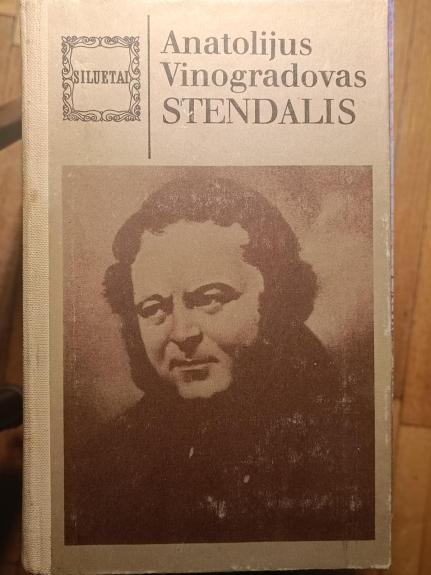 SILUETAI
Anatolijus
Vinogradovas
STENDALIS